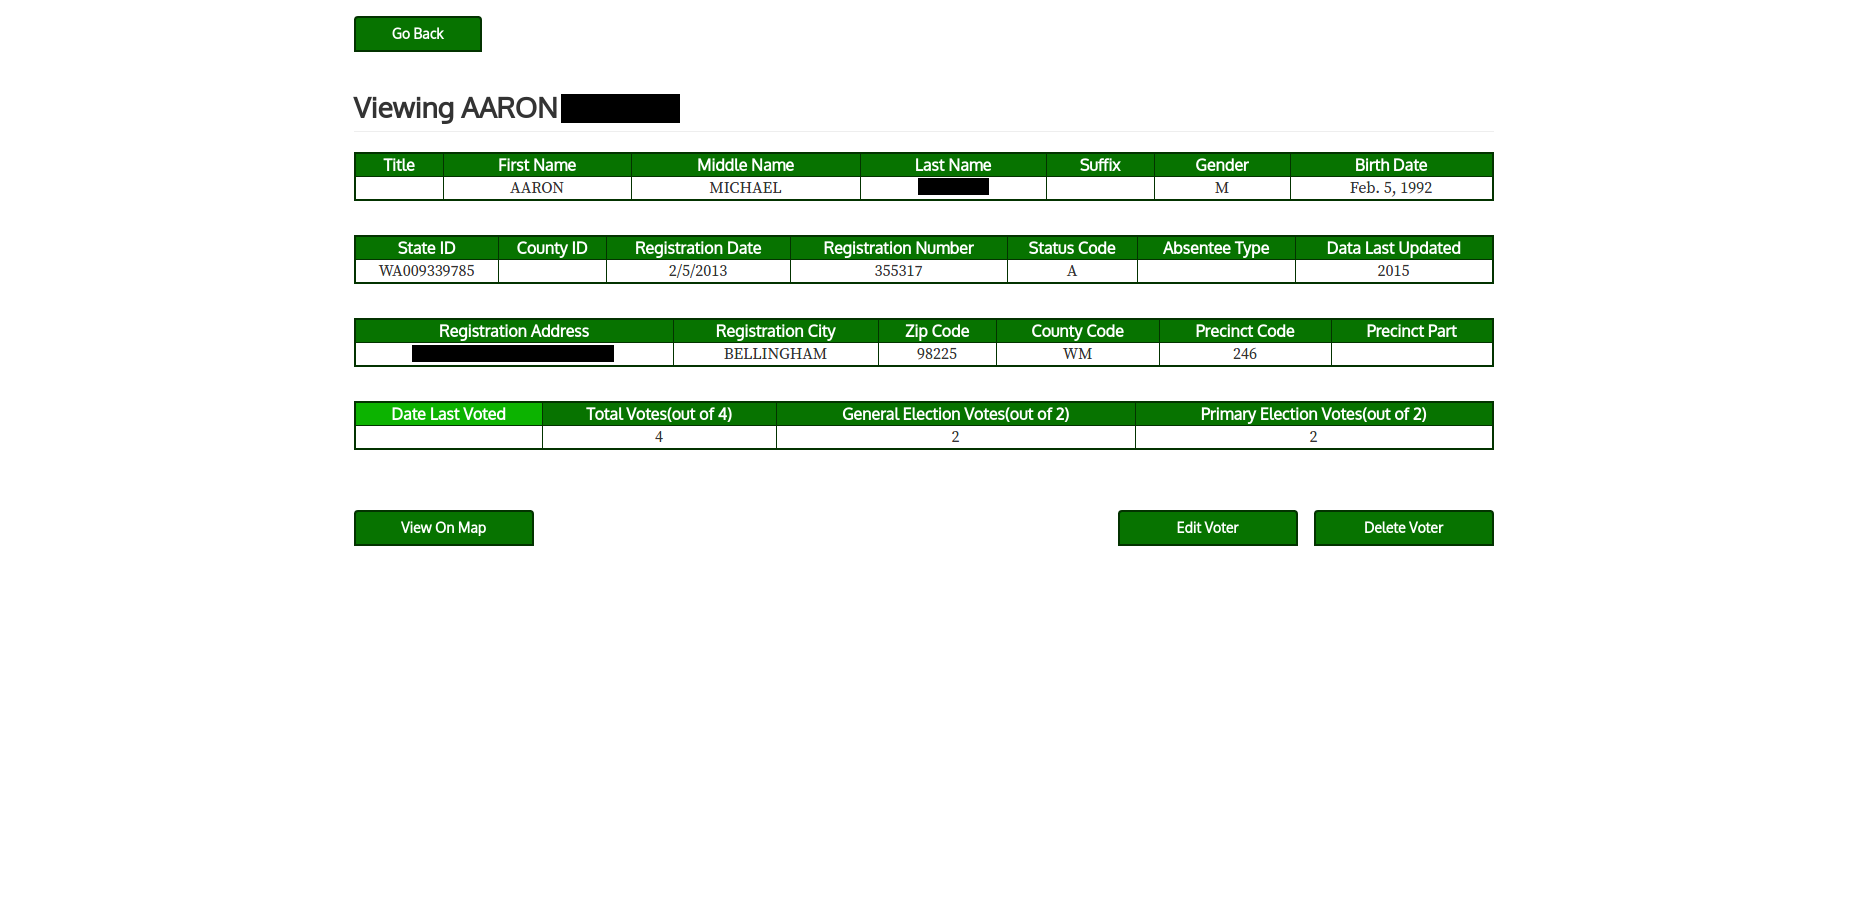 Go Back
Viewing AARON
Title First Name Middle Name Last Name Suffix Gender Birth Date
AARON MICHAEL M Feb. 5, 1992
State ID County ID Registration Date Registration Number Status Code Absentee Type Data Last Updated
WA009339785 2/5/2013 355317 A 2015
Registration Address Registration City Zip Code County Code Precinct Code Precinct Part
BELLINGHAM 98225 WM 246
Date Last Voted Total Votes(out of 4) General Election Votes(out of 2) Primary Election Votes(out of 2)
4 2 2
View On Map Edit Voter Delete Voter